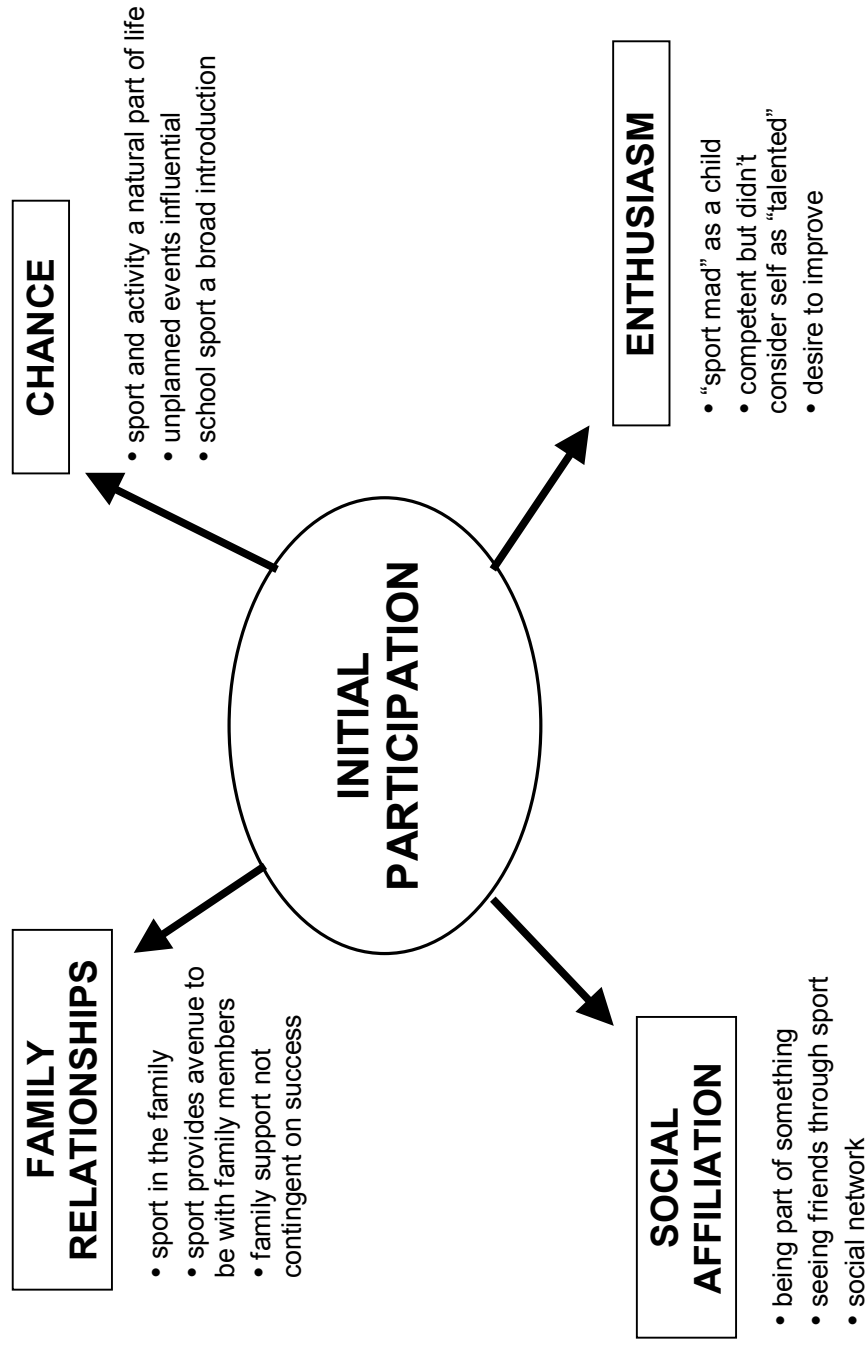 FAMILY
RELATIONSHIPS
• sport in the family
• sport provides avenue to
be with family members
• family support not
contingent on success
CHANCE
• sport and activity a natural part of life
• unplanned events influential
• school sport a broad introduction
INITIAL
PARTICIPATION
SOCIAL
AFFILIATION
• being part of something
• seeing friends through sport
• social network
ENTHUSIASM
• “sport mad” as a child
• competent but didn’t
consider self as “talented”
• desire to improve